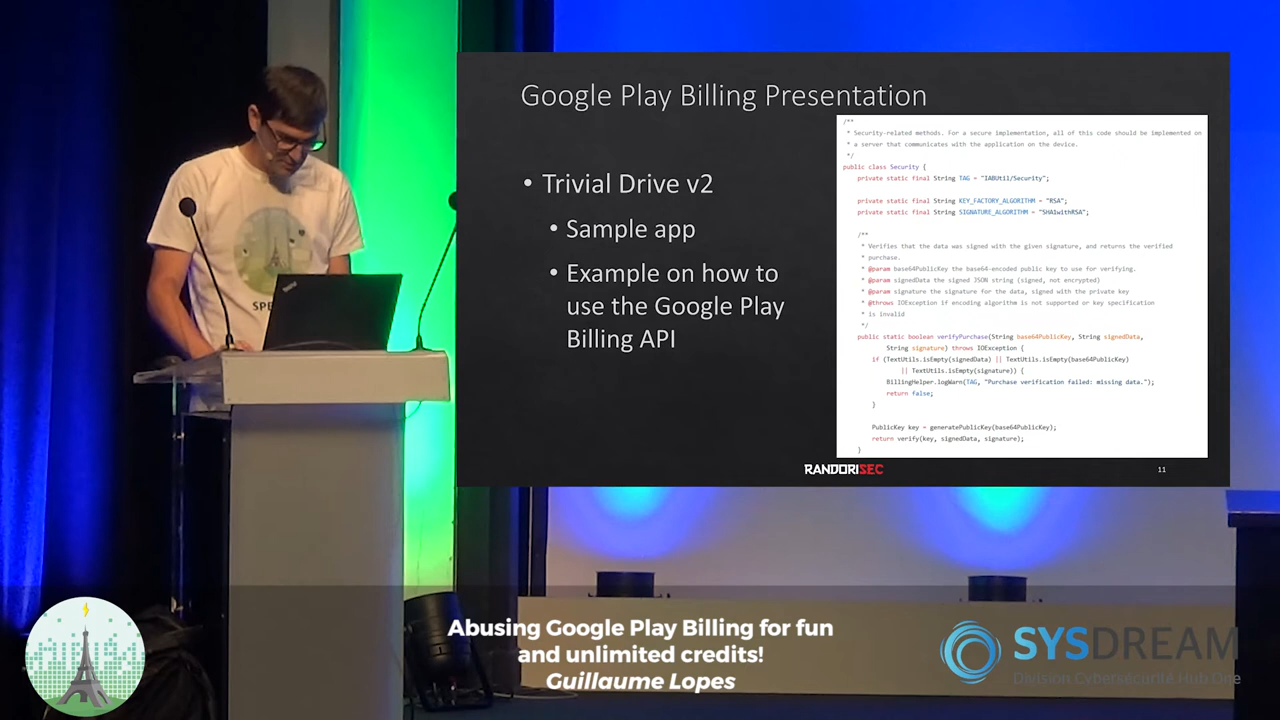 Google Play Billing Presentation
• Trivial Drive v2
• Sample app
• Example on how to
use the Google Play
Billing API
/**
* Security-related methods. For a secure implementation, all of this code should be implemented on
* a server that communicates with the application on the device.
*/
public class Security {
private static final String TAG = "IABUtil/Security";
private static final String KEY_FACTORY_ALGORITHM = "RSA";
private static final String SIGNATURE_ALGORITHM = "SHA1withRSA";
/**
* Verifies that the data was signed with the given signature, and returns the verified
* purchase.
* @param base64PublicKey the base64-encoded public key to use for verifying.
* @param signedData the signed JSON string (signed, not encrypted)
* @param signature the signature for the data, signed with the private key
* @throws IOException if encoding algorithm is not supported or key specification
* is invalid
*/
public static boolean verifyPurchase(String base64PublicKey, String signedData,
String signature) throws IOException {
if (TextUtils.isEmpty(signedData) || TextUtils.isEmpty(base64PublicKey)
|| TextUtils.isEmpty(signature)) {
BillingHelper.logWarn(TAG, "Purchase verification failed: missing data.");
return false;
}
PublicKey key = generatePublicKey(base64PublicKey);
return verify(key, signedData, signature);
}
RANDORISEC
11
SPE
Abusing Google Play Billing for fun
and unlimited credits!
Guillaume Lopes
SYSDREAM
Division Cybersécurité Hub One